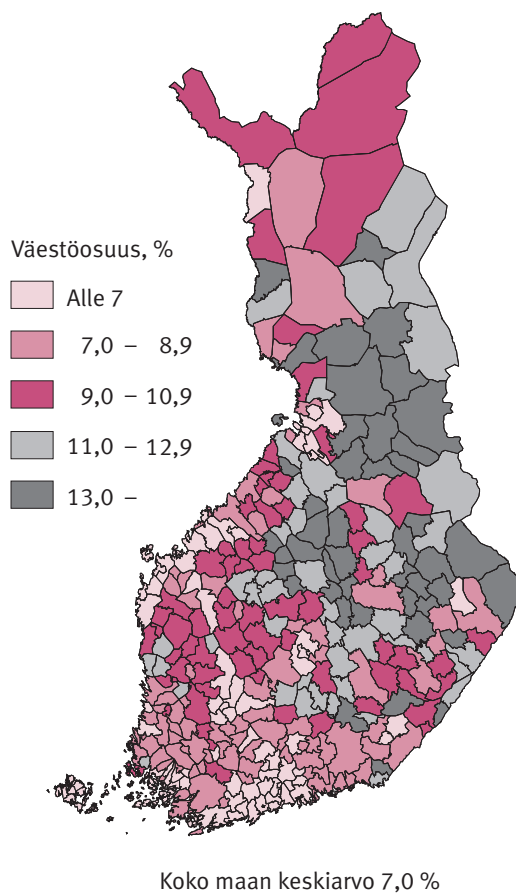 Väestöosuus, %
Alle 7
7,0 – 8,9
9,0 – 10,9
11,0 – 12,9
13,0 –
Koko maan keskiarvo 7,0 %